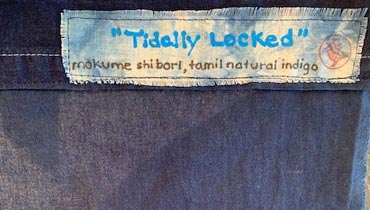 "Tidally Locked"
mokume shibori, tamil natural indigo